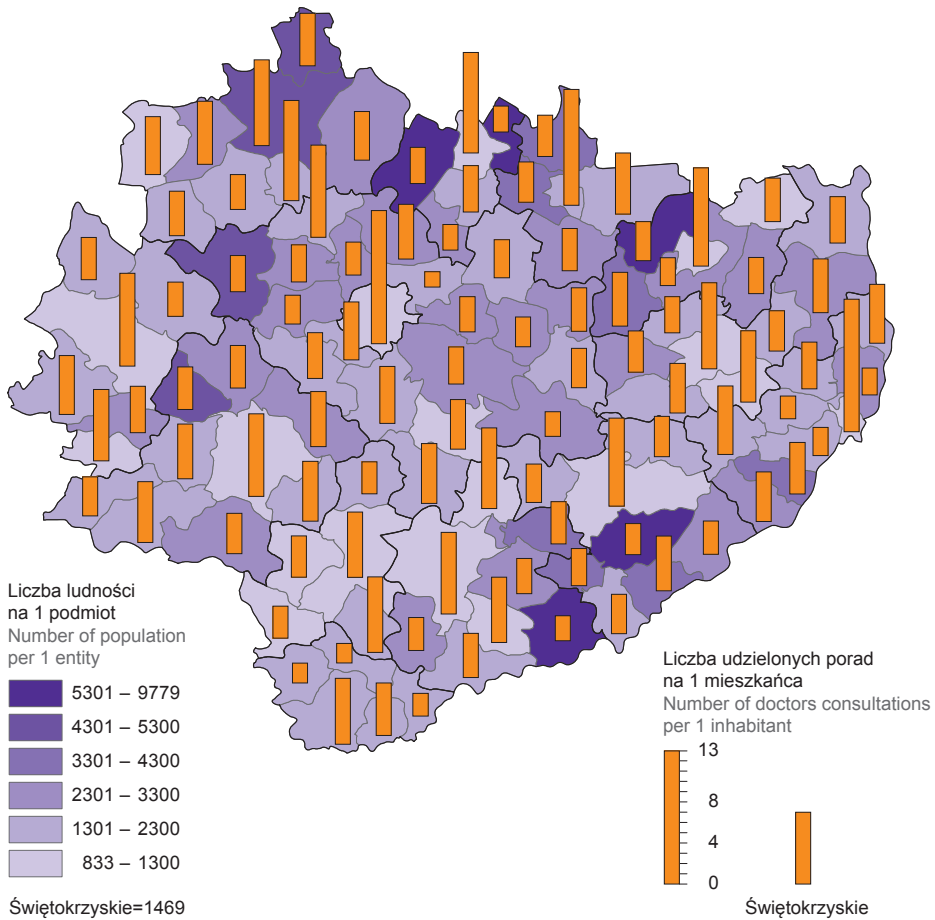 Liczba ludności
na 1 podmiot
Number of population
per 1 entity
5301 – 9779
4301 – 5300
3301 – 4300
2301 – 3300
1301 – 2300
833 – 1300
Świętokrzyskie=1469
Liczba udzielonych porad
na 1 mieszkańca
Number of doctors consultations
per 1 inhabitant
13
8
4
0
Świętokrzyskie